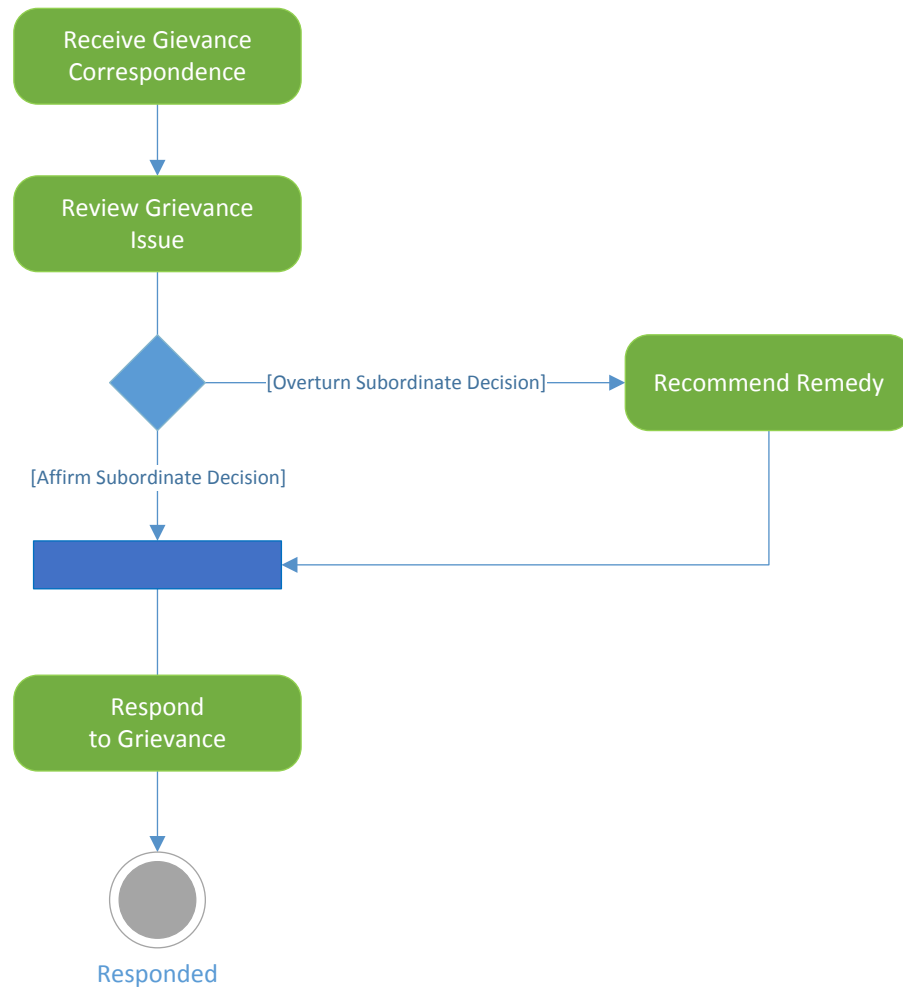 Receive Gievance
Correspondence
Review Grievance
Issue
[Overturn Subordinate Decision]
Recommend Remedy
[Affirm Subordinate Decision]
Respond
to Grievance
Responded